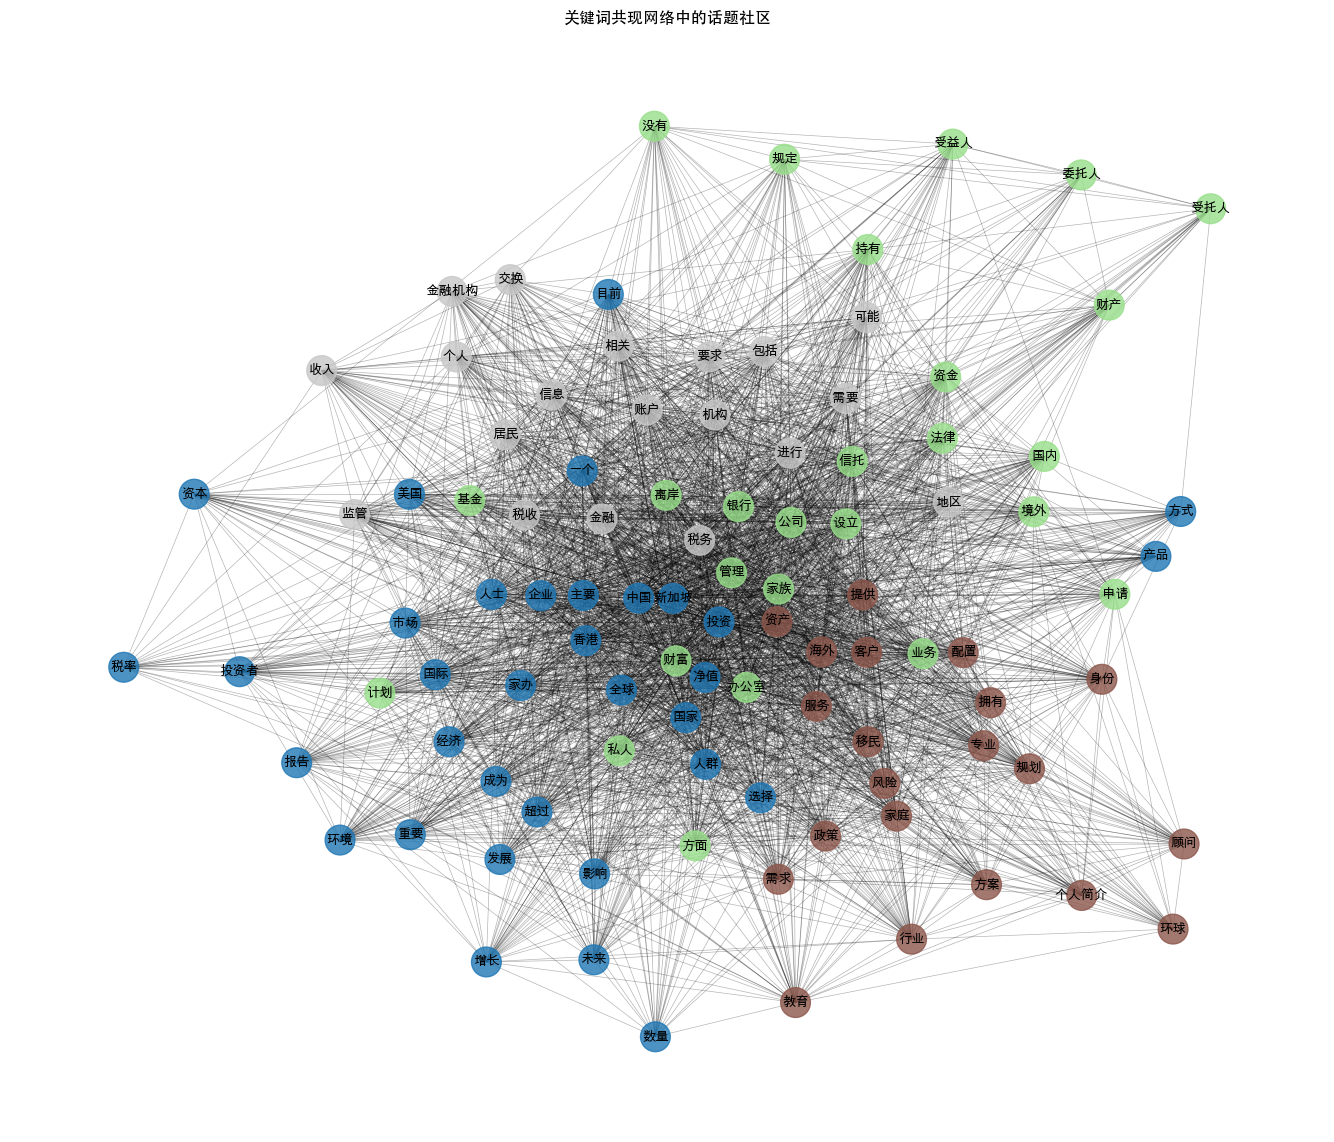 关键词共现网络中的话题社区
没有
受益人
规定
委托人
受托人
持有
交换
金融机构
目前
财产
可能
相关
包括
要求
个人
收入
资金
信息
需要
账户
机构
居民
法律
进行
国内
信托
一个
资本
美国
离岸
基金
地区
银行
方式
境外
监管
税收
金融
公司
设立
税务
产品
管理
家族
人士
企业
主要
申请
提供
中国
新加坡
市场
投资
资产
香港
海外
客户
业务
配置
财富
税率
投资者
国际
净值
身份
家办
办公室
计划
全球
拥有
服务
国家
经济
移民
专业
私人
报告
人群
规划
成为
风险
选择
超过
家庭
重要
政策
环境
顾问
方面
发展
影响
需求
方案
个人简介
环球
行业
未来
增长
教育
数量